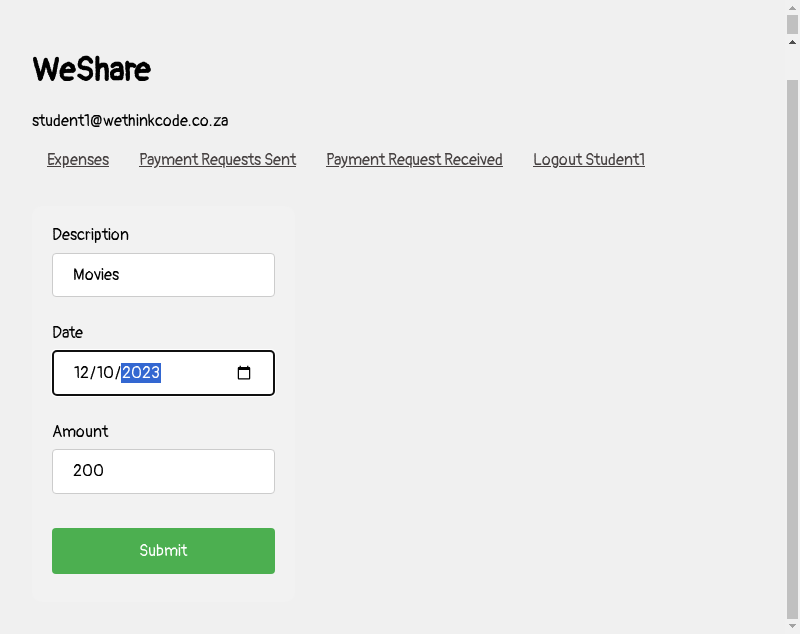 WeShare
student1@wethinkcode.co.za
Expenses Payment Requests Sent Payment Request Received Logout Student1
Description
Movies
Date
12/10/2023
Amount
200
Submit